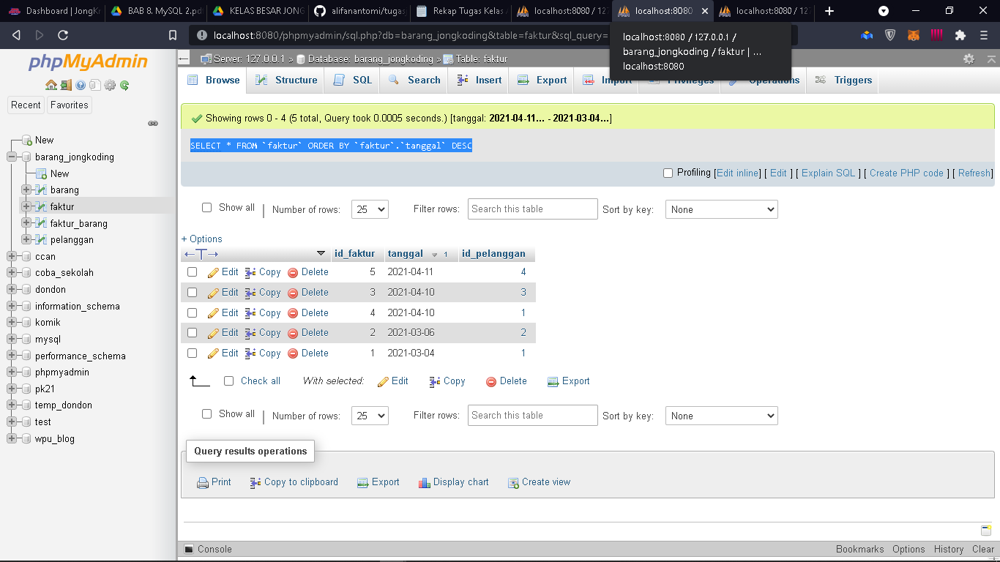 Dashboard | JongKr
BAB 8. MySQL 2.pdf
KELAS BESAR JONG
alifanantomi/tugas
Rekap Tugas Kelas A
localhost:8080 / 127
localhost:8080
localhost:8080 / 127
localhost:8080/phpmyadmin/sql.php?db=barang_jongkoding&table=faktur&sql_query=
localhost:8080 / 127.0.0.1 /
barang_jongkoding / faktur | ...
localhost:8080
phpMyAdmin
Recent
Favorites
New
barang_jongkoding
New
barang
faktur
faktur_barang
pelanggan
ccan
coba_sekolah
dondon
information_schema
komik
mysql
performance_schema
phpmyadmin
pk21
temp_dondon
test
wpu_blog
Server: 127.0.0.1 » Database: barang_jongkoding » Table: faktur
Browse Structure SQL Search Insert Export Import Privileges Operations Triggers
Showing rows 0 - 4 (5 total, Query took 0.0005 seconds.) [tanggal: 2021-04-11... - 2021-03-04...]
SELECT * FROM `faktur` ORDER BY `faktur`.`tanggal` DESC
Profiling [Edit inline] [ Edit ] [ Explain SQL ] [ Create PHP code ] [ Refresh]
Show all | Number of rows: 25 Filter rows: Search this table Sort by key: None
+ Options
←T→ id_faktur tanggal 1 id_pelanggan
Edit Copy Delete 5 2021-04-11 4
Edit Copy Delete 3 2021-04-10 3
Edit Copy Delete 4 2021-04-10 1
Edit Copy Delete 2 2021-03-06 2
Edit Copy Delete 1 2021-03-04 1
Check all With selected: Edit Copy Delete Export
Show all | Number of rows: 25 Filter rows: Search this table Sort by key: None
Query results operations
Print Copy to clipboard Export Display chart Create view
Console
Bookmarks Options History Clear